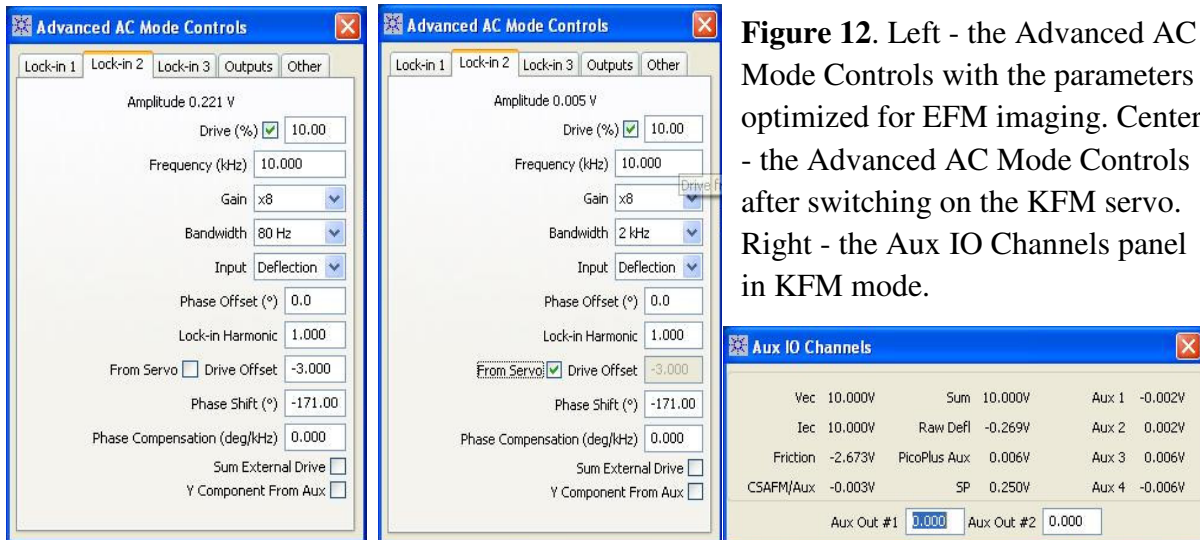 Advanced AC Mode Controls
Lock-in 1 Lock-in 2 Lock-in 3 Outputs Other
Amplitude 0.221 V
Drive (%) 10.00
Frequency (kHz) 10.000
Gain x8
Bandwidth 80 Hz
Input Deflection
Phase Offset (°) 0.0
Lock-in Harmonic 1.000
From Servo Drive Offset -3.000
Phase Shift (°) -171.00
Phase Compensation (deg/kHz) 0.000
Sum External Drive
Y Component From Aux
Advanced AC Mode Controls
Lock-in 1 Lock-in 2 Lock-in 3 Outputs Other
Amplitude 0.005 V
Drive (%) 10.00
Frequency (kHz) 10.000
Drive f
Gain x8
Bandwidth 2 kHz
Input Deflection
Phase Offset (°) 0.0
Lock-in Harmonic 1.000
From Servo Drive Offset -3.000
Phase Shift (°) -171.00
Phase Compensation (deg/kHz) 0.000
Sum External Drive
Y Component From Aux
Figure 12. Left - the Advanced AC
Mode Controls with the parameters
optimized for EFM imaging. Center
- the Advanced AC Mode Controls
after switching on the KFM servo.
Right - the Aux IO Channels panel
in KFM mode.
Aux IO Channels
Vec 10.000V Sum 10.000V Aux 1 -0.002V
Iec 10.000V Raw Defl -0.269V Aux 2 0.002V
Friction -2.673V PicoPlus Aux 0.006V Aux 3 0.006V
CSAFM/Aux -0.003V SP 0.250V Aux 4 -0.006V
Aux Out #1 0.000 Aux Out #2 0.000